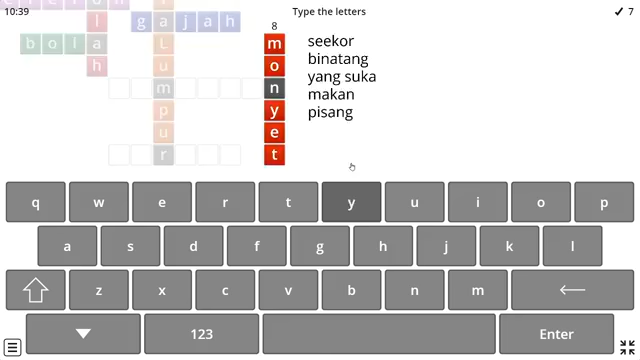 10:39
Type the letters
✓ 7
l
g a j a h
b o l a
h
L
u
m
p
u
r
8
m
o
n
y
e
t
seekor
binatang
yang suka
makan
pisang
q w e r t y u i o p
a s d f g h j k l
z x c v b n m
123
Enter